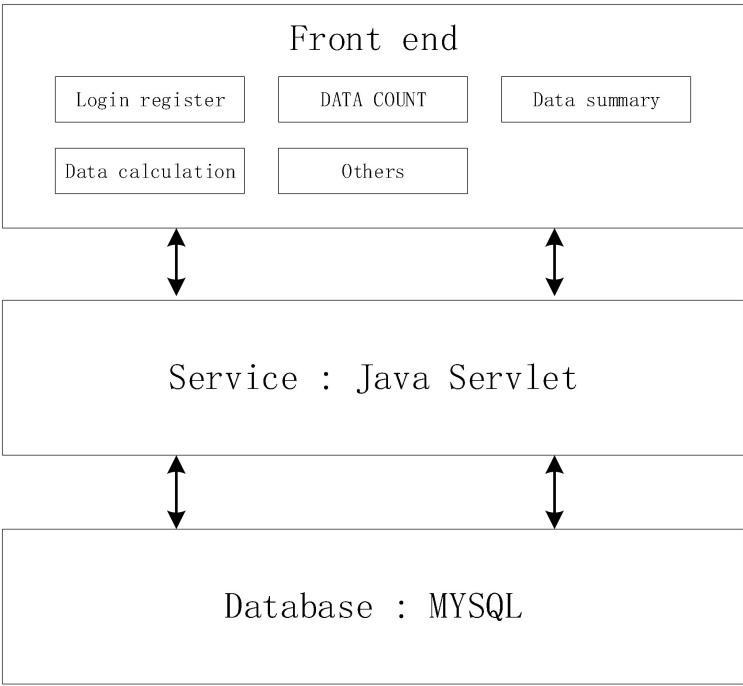 Front end
Login register
DATA COUNT
Data summary
Data calculation
Others
Service : Java Servlet
Database : MYSQL